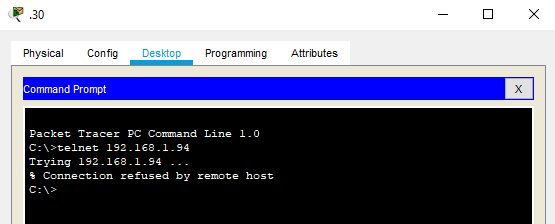 .30
Physical Config Desktop Programming Attributes
Command Prompt X
Packet Tracer PC Command Line 1.0
C:\>telnet 192.168.1.94
Trying 192.168.1.94 ...
% Connection refused by remote host
C:\>